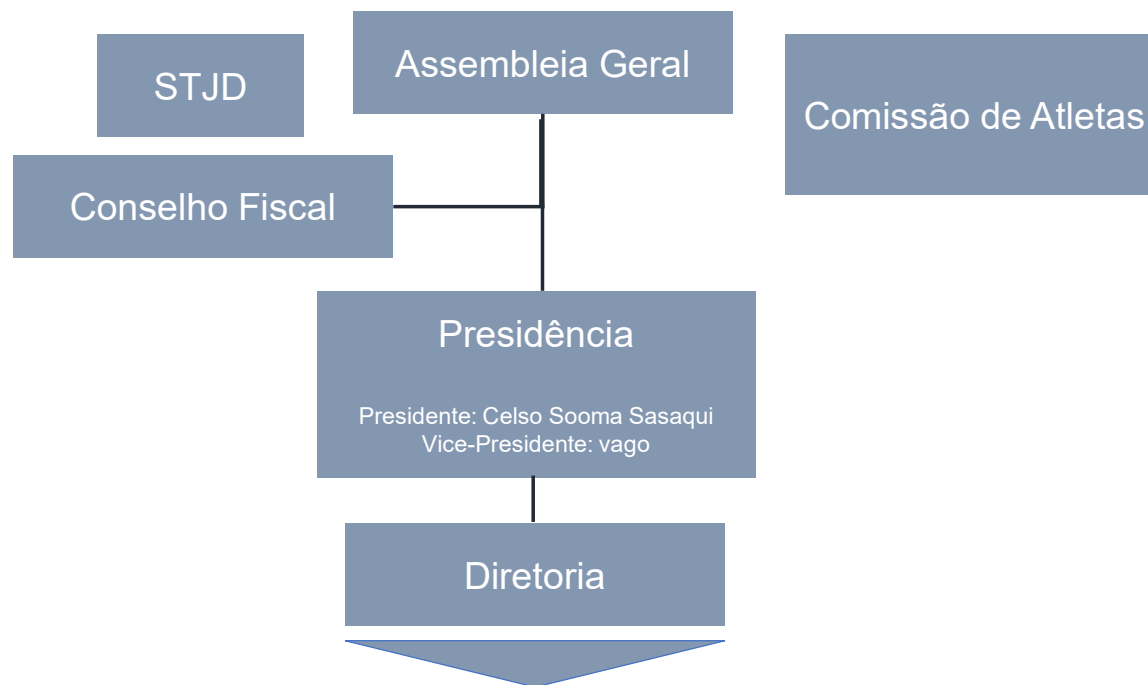 STJD
Assembleia Geral
Comissão de Atletas
Conselho Fiscal
Presidência
Presidente: Celso Sooma Sasaqui
Vice-Presidente: vago
Diretoria